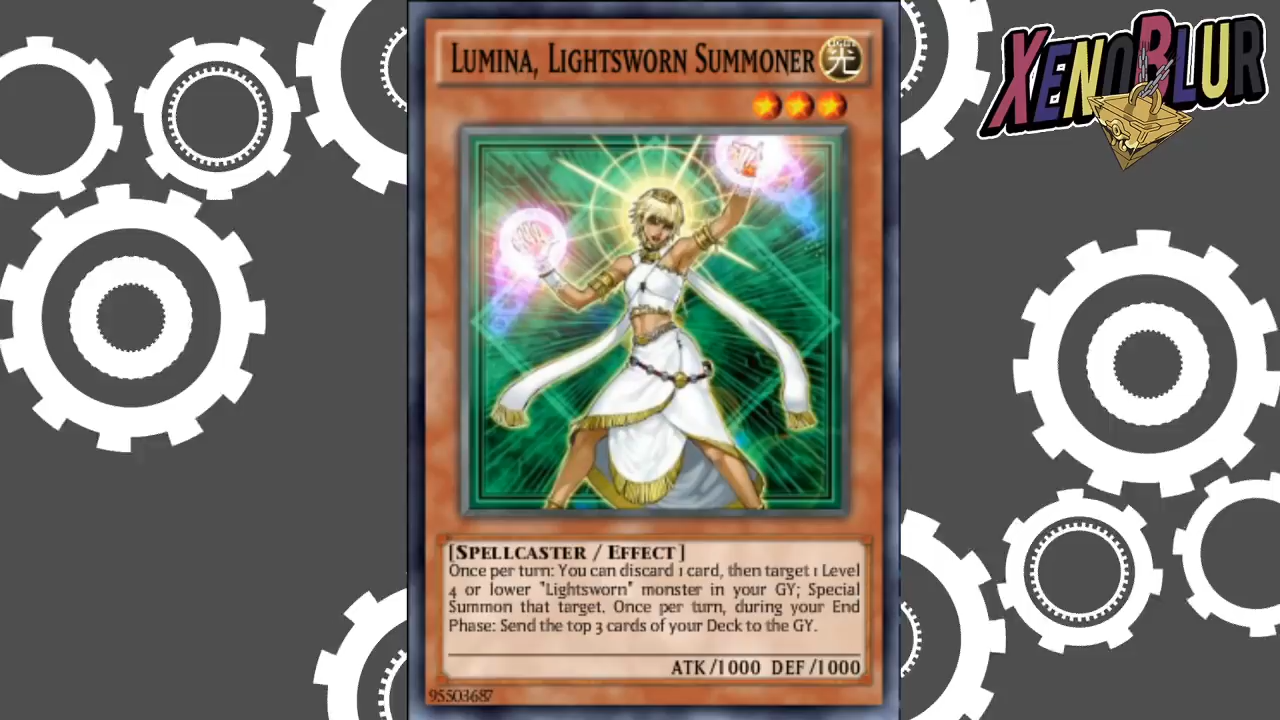 LUMINA, LIGHTSWORN SUMMONER
LIGHT
光
XENOBLUR
[SPELLCASTER / EFFECT]
Once per turn: You can discard 1 card, then target 1 Level
4 or lower "Lightsworn" monster in your GY; Special
Summon that target. Once per turn, during your End
Phase: Send the top 3 cards of your Deck to the GY.
ATK/1000 DEF/1000
95503687